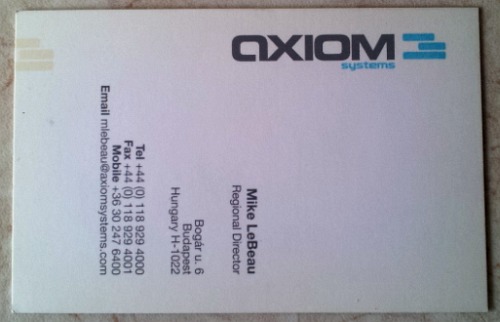 axiom
systems
Mike LeBeau
Regional Director
Bogár u. 6
Budapest
Hungary H-1022
Tel +44 (0) 118 929 4000
Fax +44 (0) 118 929 4001
Mobile +36 30 247 6400
Email mlebeau@axiomsystems.com